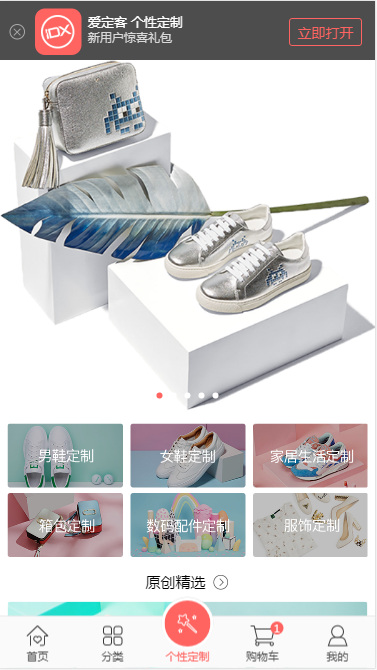 IDX
爱定客 个性定制
新用户惊喜礼包
立即打开
男鞋定制
女鞋定制
家居生活定制
箱包定制
数码配件定制
服饰定制
原创精选
首页
分类
个性定制
1
购物车
我的